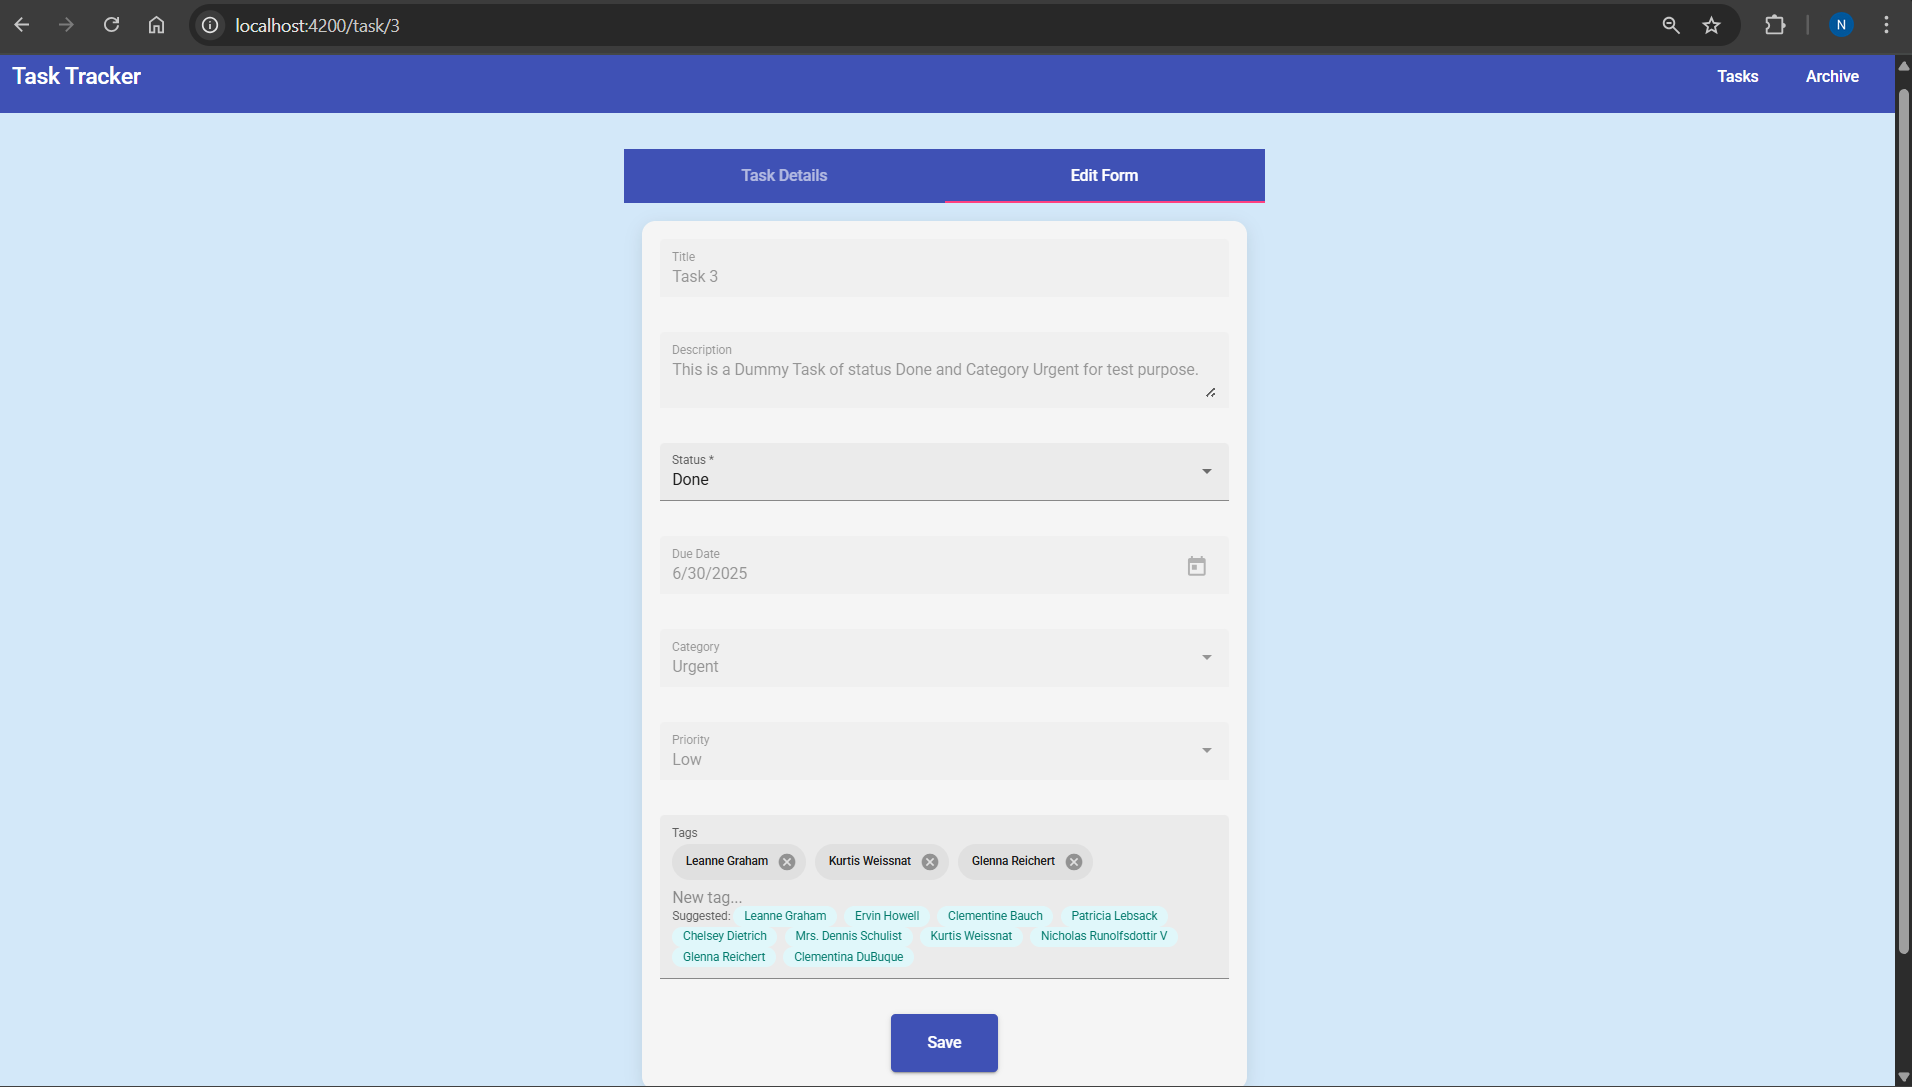 localhost:4200/task/3
N
Task Tracker
Tasks
Archive
Task Details
Edit Form
Title
Task 3
Description
This is a Dummy Task of status Done and Category Urgent for test purpose.
Status *
Done
Due Date
6/30/2025
Category
Urgent
Priority
Low
Tags
Leanne Graham
Kurtis Weissnat
Glenna Reichert
New tag...
Suggested: Leanne Graham Ervin Howell Clementine Bauch Patricia Lebsack
Chelsey Dietrich Mrs. Dennis Schulist Kurtis Weissnat Nicholas Runolfsdottir V
Glenna Reichert Clementina DuBuque
Save